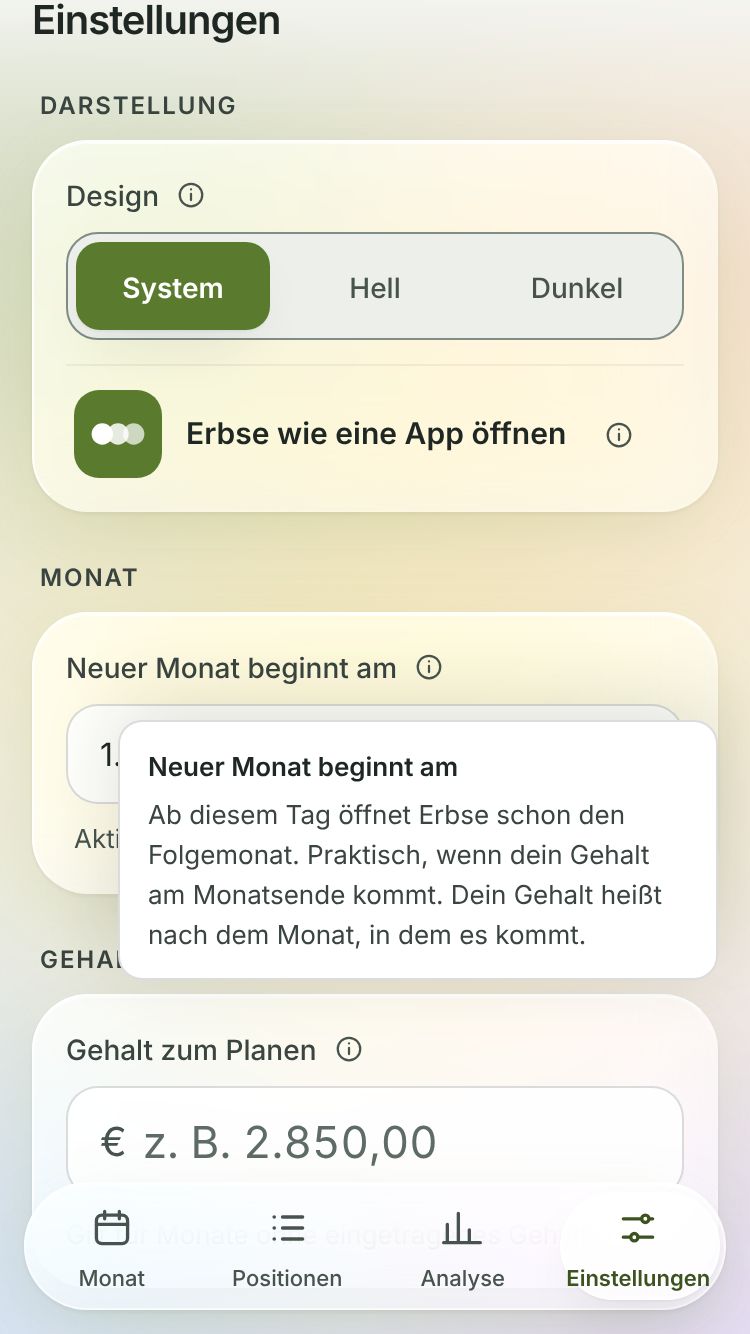 Einstellungen
DARSTELLUNG
Design
System Hell Dunkel
Erbse wie eine App öffnen
MONAT
Neuer Monat beginnt am
1.
Neuer Monat beginnt am
Ab diesem Tag öffnet Erbse schon den
Folgemonat. Praktisch, wenn dein Gehalt
am Monatsende kommt. Dein Gehalt heißt
nach dem Monat, in dem es kommt.
Gehalt zum Planen
€ z. B. 2.850,00
Monat Positionen Analyse Einstellungen